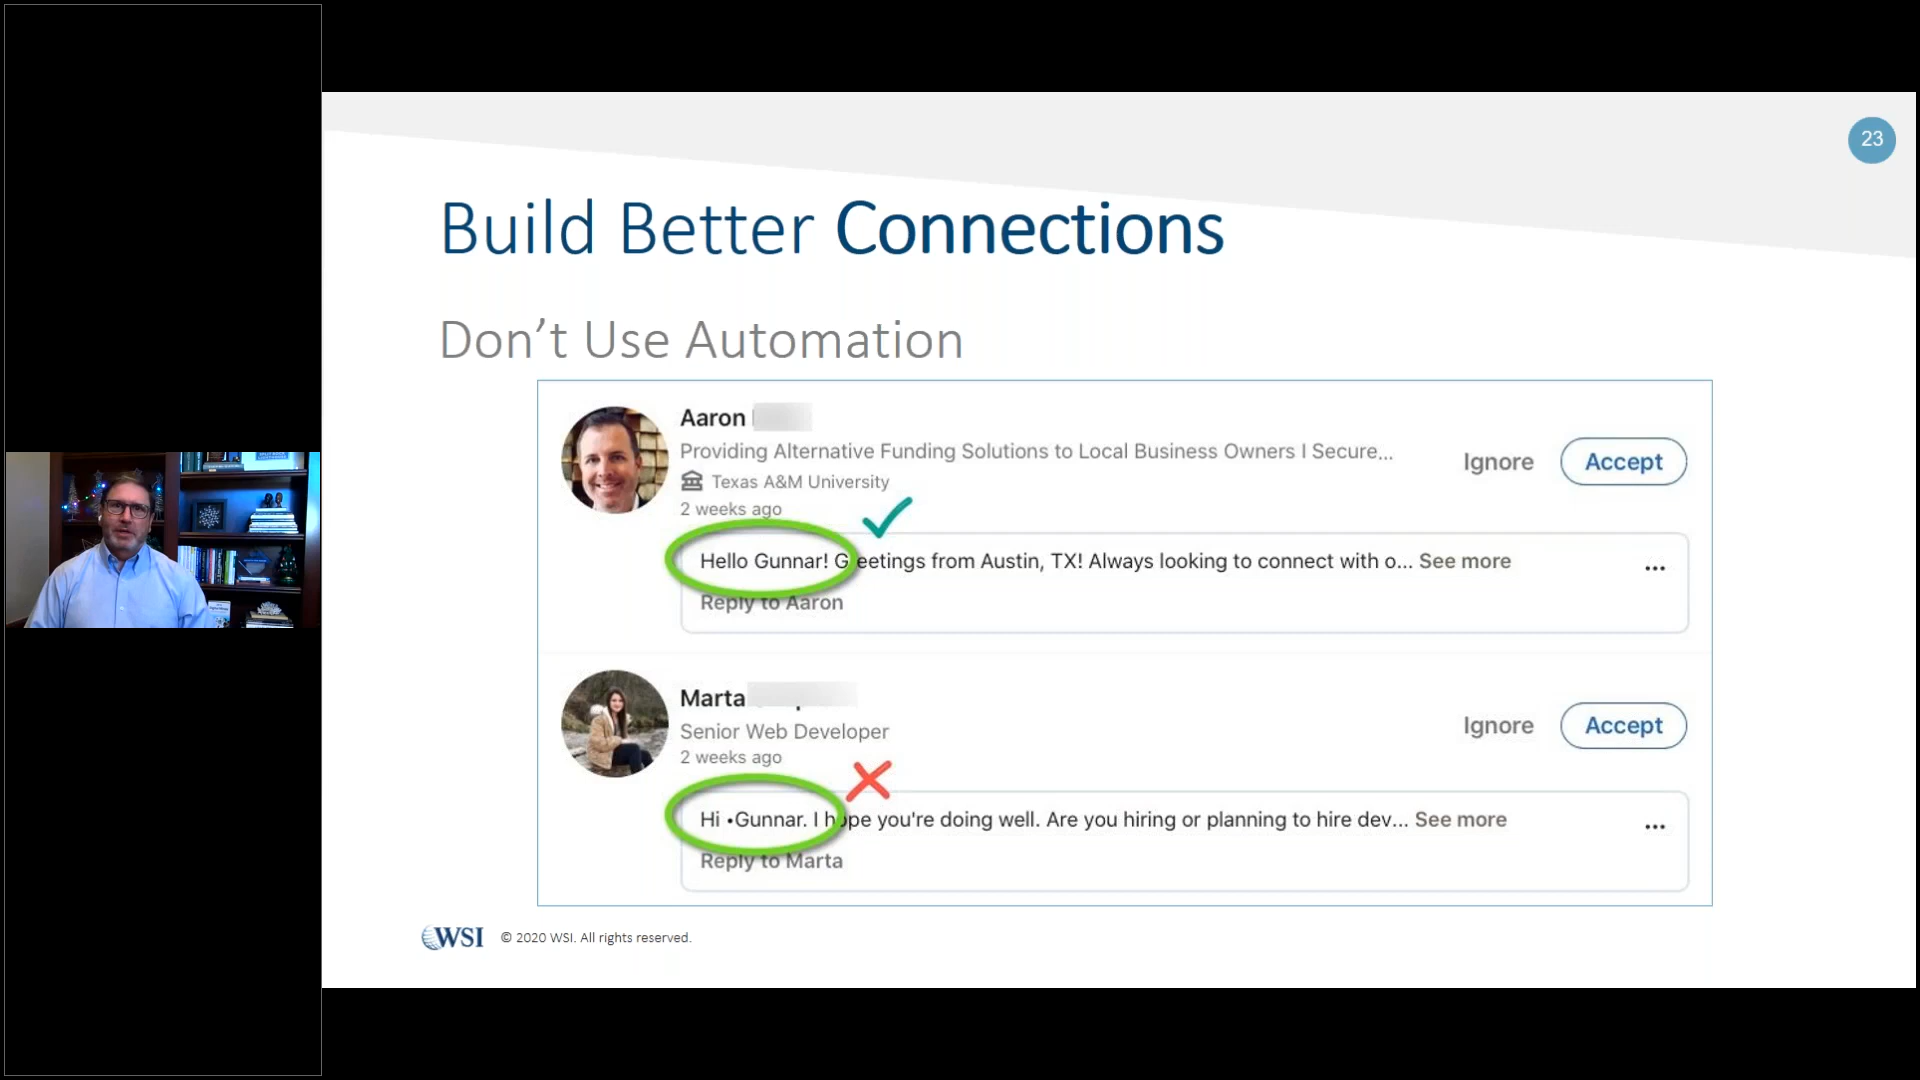 23
Build Better Connections
Don't Use Automation
Aaron
Providing Alternative Funding Solutions to Local Business Owners I Secure...
Ignore
Accept
Texas A&M University
2 weeks ago
Hello Gunnar! Greetings from Austin, TX! Always looking to connect with o... See more
Reply to Aaron
Marta
Senior Web Developer
Ignore
Accept
2 weeks ago
Hi •Gunnar. I hope you're doing well. Are you hiring or planning to hire dev... See more
Reply to Marta
WSI © 2020 WSI. All rights reserved.